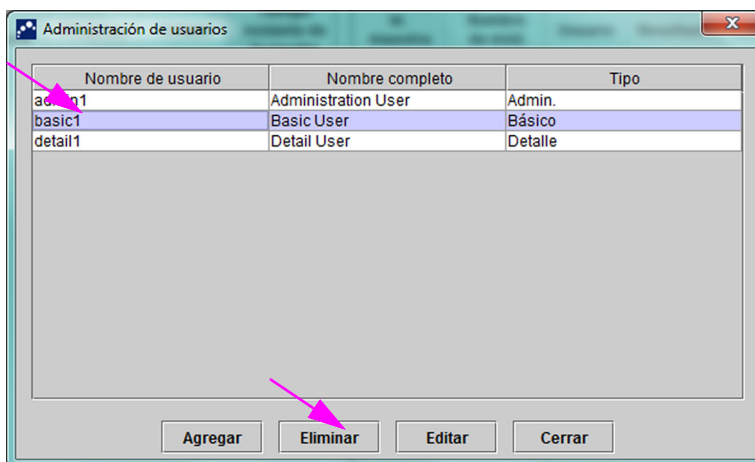 Administración de usuarios
Nombre de usuario Nombre completo Tipo
admin1 Administration User Admin.
basic1 Basic User Básico
detail1 Detail User Detalle
Agregar Eliminar Editar Cerrar